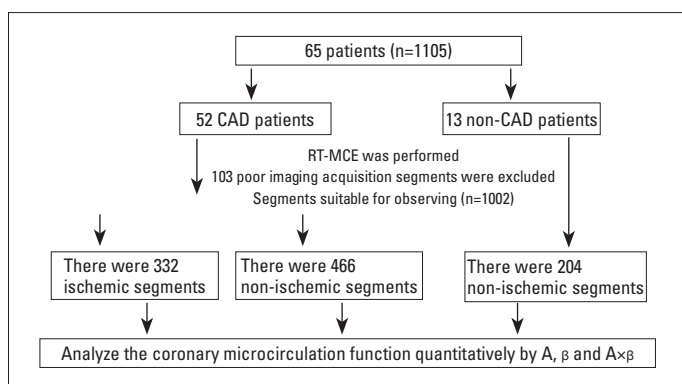 65 patients (n=1105)
52 CAD patients
13 non-CAD patients
RT-MCE was performed
103 poor imaging acquisition segments were excluded
Segments suitable for observing (n=1002)
There were 332
ischemic segments
There were 466
non-ischemic segments
There were 204
non-ischemic segments
Analyze the coronary microcirculation function quantitatively by A, β and A×β